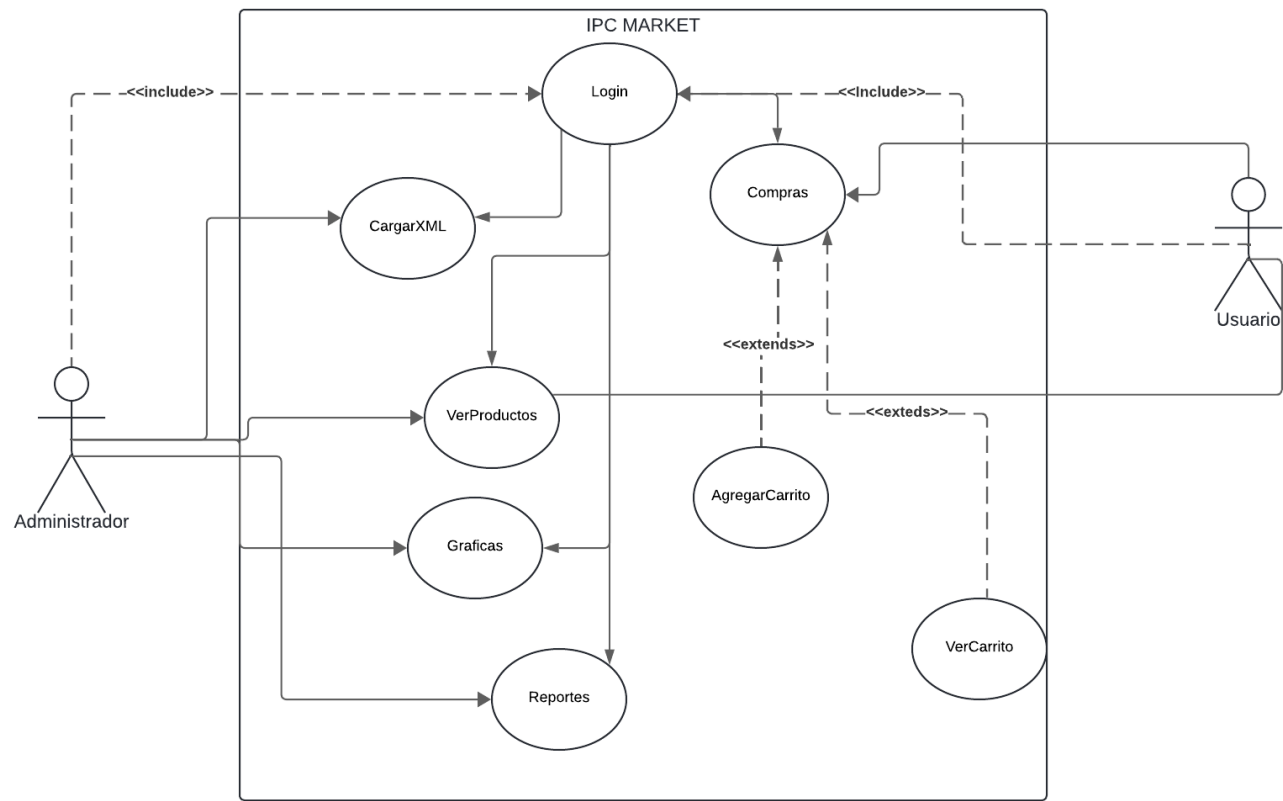 IPC MARKET
<<include>>
Login
<<Include>>
Compras
CargarXML
Usuario
<<extends>>
VerProductos
<<exteds>>
AgregarCarrito
Administrador
Graficas
VerCarrito
Reportes